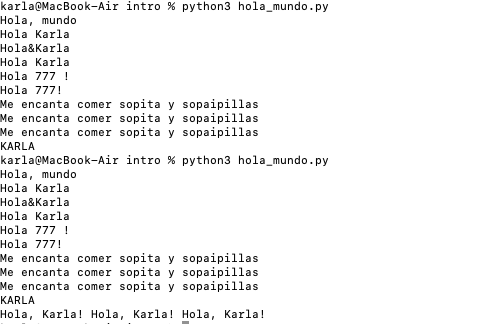 karla@MacBook-Air intro % python3 hola_mundo.py
Hola, mundo
Hola Karla
Hola&Karla
Hola Karla
Hola 777 !
Hola 777!
Me encanta comer sopita y sopaipillas
Me encanta comer sopita y sopaipillas
Me encanta comer sopita y sopaipillas
KARLA
karla@MacBook-Air intro % python3 hola_mundo.py
Hola, mundo
Hola Karla
Hola&Karla
Hola Karla
Hola 777 !
Hola 777!
Me encanta comer sopita y sopaipillas
Me encanta comer sopita y sopaipillas
Me encanta comer sopita y sopaipillas
KARLA
Hola, Karla! Hola, Karla! Hola, Karla!